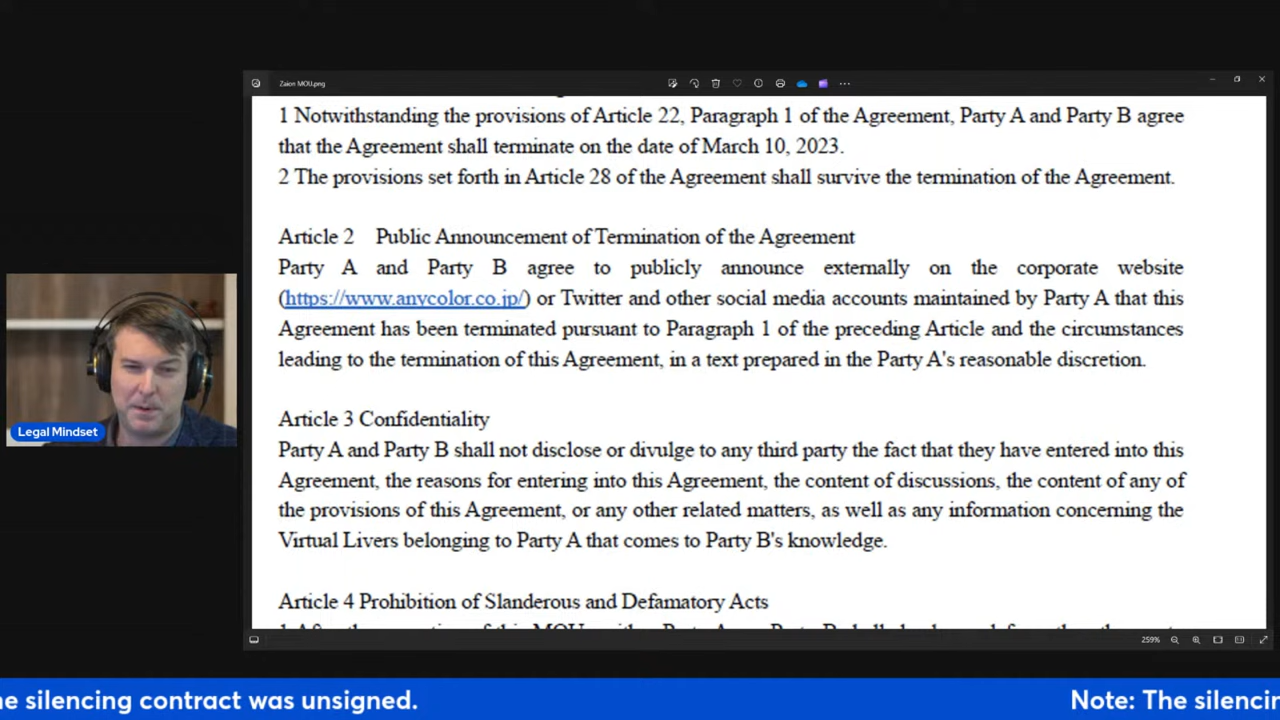 Zaion MOU.png
1 Notwithstanding the provisions of Article 22, Paragraph 1 of the Agreement, Party A and Party B agree
that the Agreement shall terminate on the date of March 10, 2023.
2 The provisions set forth in Article 28 of the Agreement shall survive the termination of the Agreement.
Article 2 Public Announcement of Termination of the Agreement
Party A and Party B agree to publicly announce externally on the corporate website
(https://www.anycolor.co.jp/) or Twitter and other social media accounts maintained by Party A that this
Agreement has been terminated pursuant to Paragraph 1 of the preceding Article and the circumstances
leading to the termination of this Agreement, in a text prepared in the Party A's reasonable discretion.
Article 3 Confidentiality
Party A and Party B shall not disclose or divulge to any third party the fact that they have entered into this
Agreement, the reasons for entering into this Agreement, the content of discussions, the content of any of
the provisions of this Agreement, or any other related matters, as well as any information concerning the
Virtual Livers belonging to Party A that comes to Party B's knowledge.
Article 4 Prohibition of Slanderous and Defamatory Acts
259%
Legal Mindset
e silencing contract was unsigned.
Note: The silencin